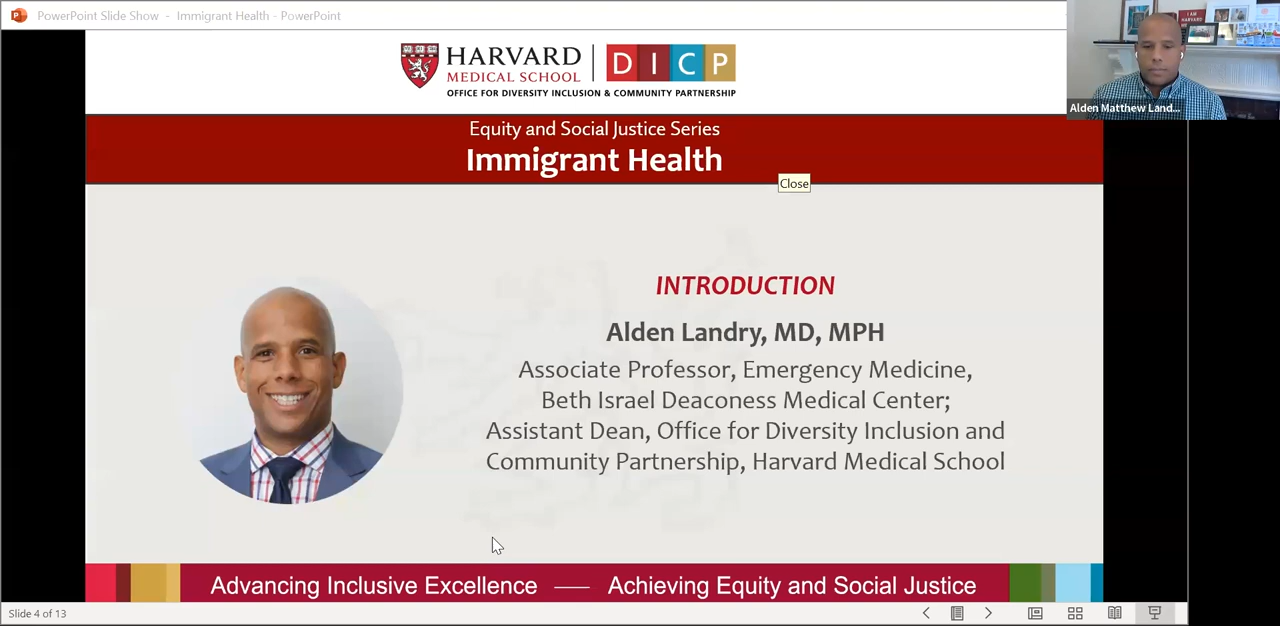 PowerPoint Slide Show - Immigrant Health - PowerPoint
I AM
HARVARD
Alden Matthew Land...
HARVARD
MEDICAL SCHOOL
DICP
OFFICE FOR DIVERSITY INCLUSION & COMMUNITY PARTNERSHIP
Equity and Social Justice Series
Immigrant Health
Close
INTRODUCTION
Alden Landry, MD, MPH
Associate Professor, Emergency Medicine,
Beth Israel Deaconess Medical Center;
Assistant Dean, Office for Diversity Inclusion and
Community Partnership, Harvard Medical School
Advancing Inclusive Excellence — Achieving Equity and Social Justice
Slide 4 of 13